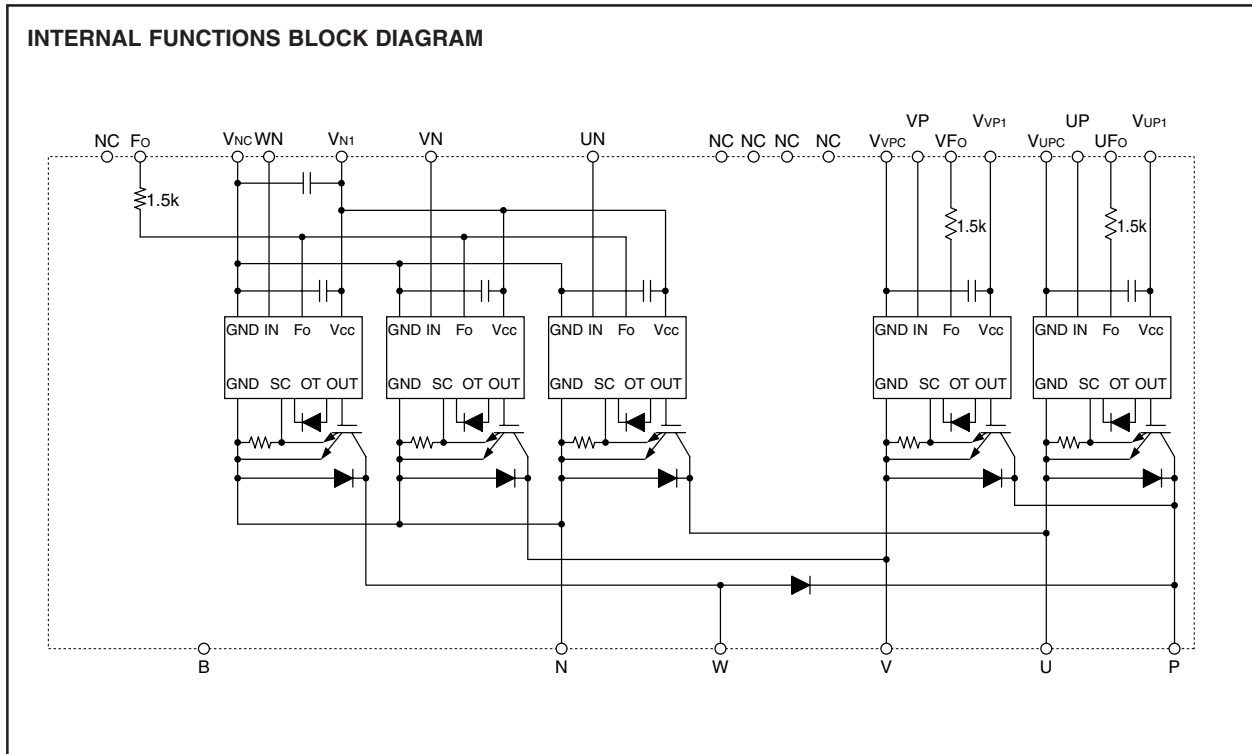 INTERNAL FUNCTIONS BLOCK DIAGRAM
NC FO VNC WN VN1 VN UN NC NC NC NC VVPC VP VFO VVP1 VUPC UP UFO VUP1
1.5k 1.5k 1.5k
GND IN FO VCC GND IN FO VCC GND IN FO VCC GND IN FO VCC GND IN FO VCC
GND SC OT OUT GND SC OT OUT GND SC OT OUT GND SC OT OUT GND SC OT OUT
B N W V U P